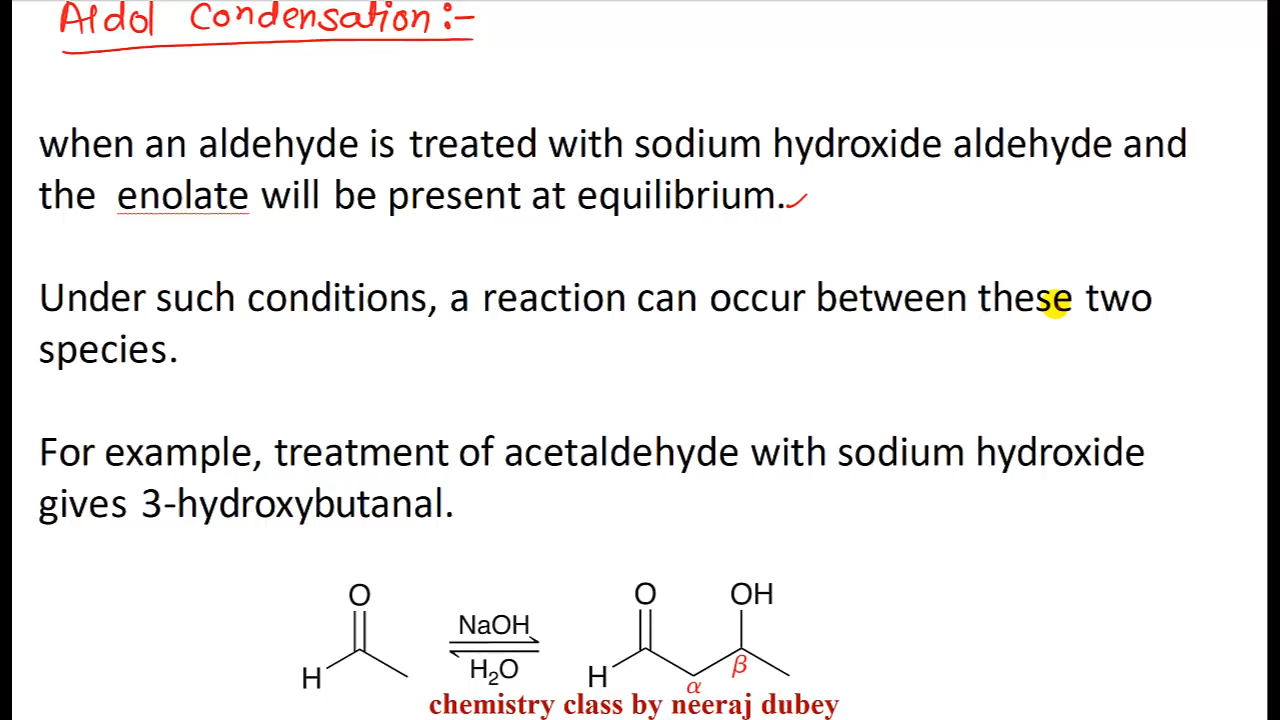 Aldol Condensation:-
when an aldehyde is treated with sodium hydroxide aldehyde and
the enolate will be present at equilibrium.
Under such conditions, a reaction can occur between these two
species.
For example, treatment of acetaldehyde with sodium hydroxide
gives 3-hydroxybutanal.
O O OH
NaOH
H H₂O H α β
chemistry class by neeraj dubey